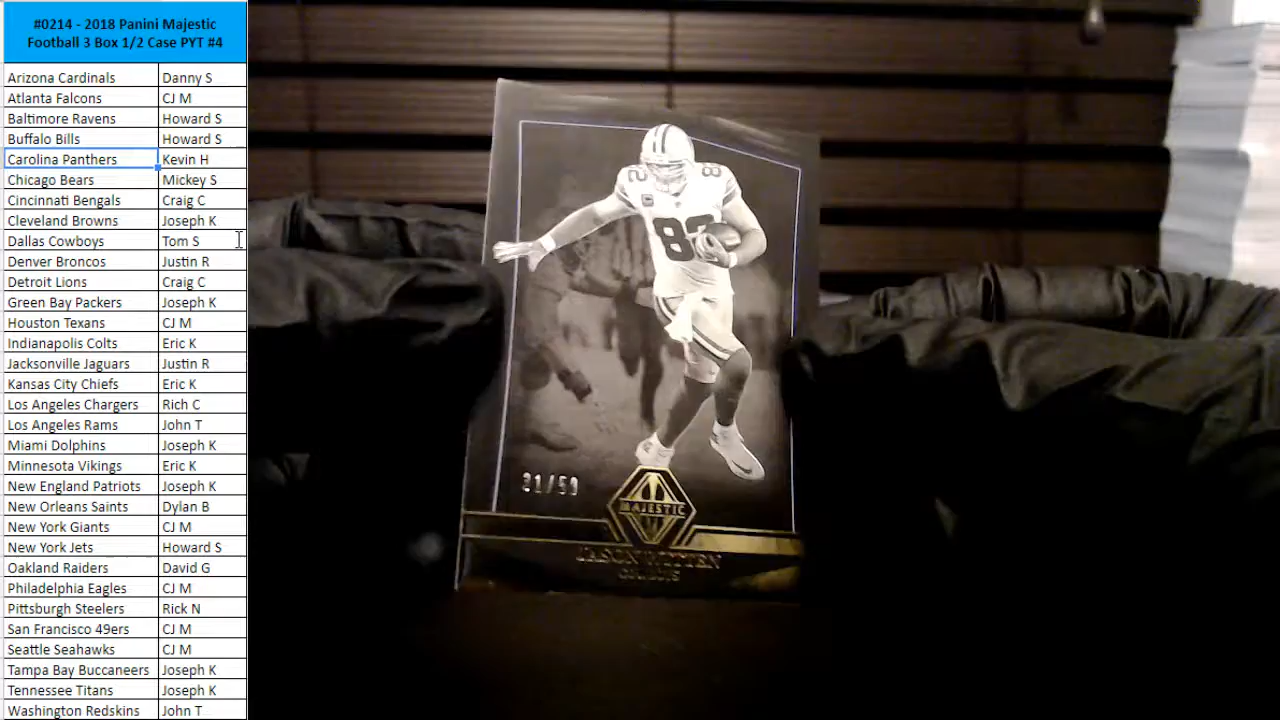 #0214 - 2018 Panini Majestic
Football 3 Box 1/2 Case PYT #4
Arizona Cardinals Danny S
Atlanta Falcons CJ M
Baltimore Ravens Howard S
Buffalo Bills Howard S
Carolina Panthers Kevin H
Chicago Bears Mickey S
Cincinnati Bengals Craig C
Cleveland Browns Joseph K
Dallas Cowboys Tom S
Denver Broncos Justin R
Detroit Lions Craig C
Green Bay Packers Joseph K
Houston Texans CJ M
Indianapolis Colts Eric K
Jacksonville Jaguars Justin R
Kansas City Chiefs Eric K
Los Angeles Chargers Rich C
Los Angeles Rams John T
Miami Dolphins Joseph K
Minnesota Vikings Eric K
New England Patriots Joseph K
New Orleans Saints Dylan B
New York Giants CJ M
New York Jets Howard S
Oakland Raiders David G
Philadelphia Eagles CJ M
Pittsburgh Steelers Rick N
San Francisco 49ers CJ M
Seattle Seahawks CJ M
Tampa Bay Buccaneers Joseph K
Tennessee Titans Joseph K
Washington Redskins John T
82
82
31/50
MAJESTIC
JASON WITTEN
COWBOYS